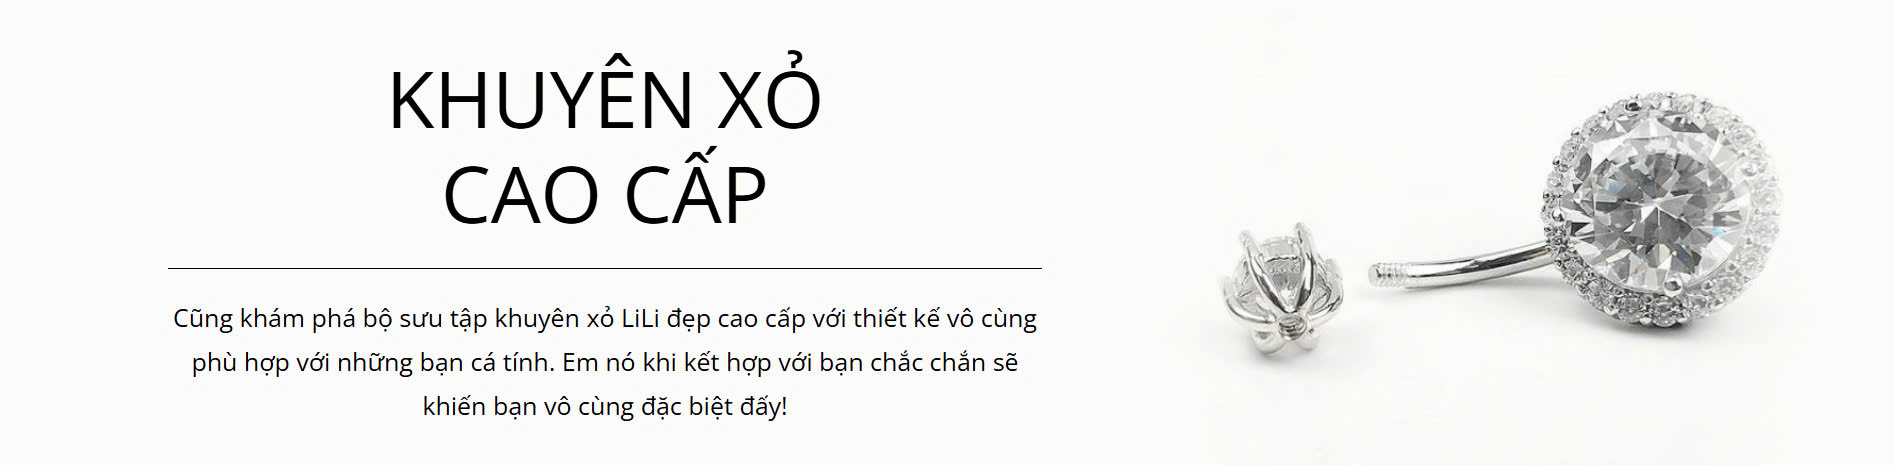 KHUYÊN XỎ
CAO CẤP
Cũng khám phá bộ sưu tập khuyên xỏ LiLi đẹp cao cấp với thiết kế vô cùng
phù hợp với những bạn cá tính. Em nó khi kết hợp với bạn chắc chắn sẽ
khiến bạn vô cùng đặc biệt đấy!